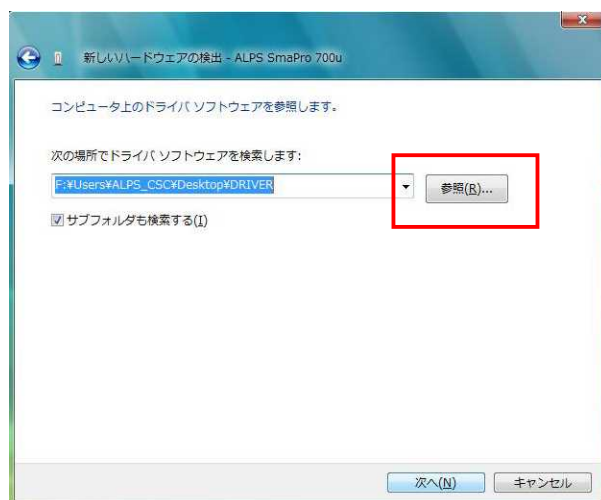 新しいハードウェアの検出 - ALPS SmaPro 700u
コンピュータ上のドライバ ソフトウェアを参照します。
次の場所でドライバ ソフトウェアを検索します:
F:¥Users¥ALPS_CSC¥Desktop¥DRIVER
参照(R)...
サブフォルダも検索する(I)
次へ(N)
キャンセル